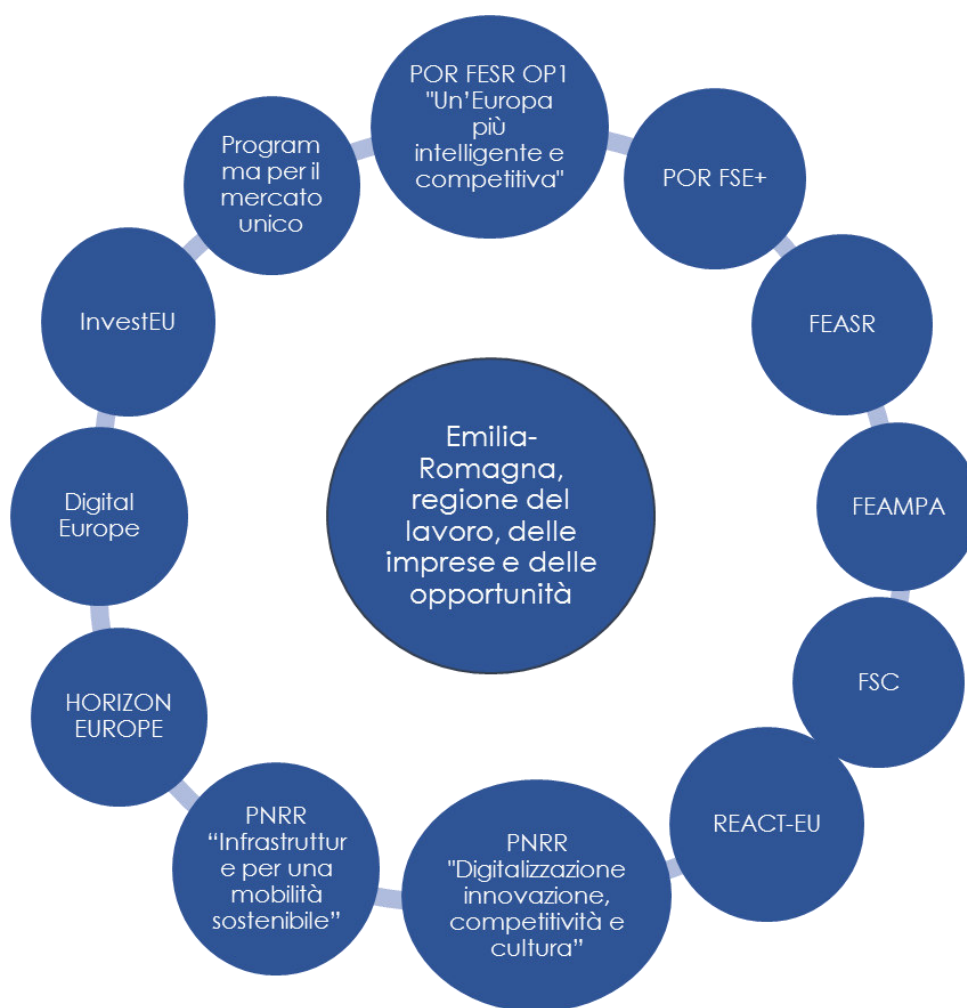 POR FESR OP1
"Un'Europa
più
intelligente e
competitiva"
POR FSE+
FEASR
FEAMPA
FSC
REACT-EU
PNRR
"Digitalizzazione
innovazione,
competitività e
cultura”
PNRR
“Infrastruttur
e per una
mobilità
sostenibile”
HORIZON
EUROPE
Digital
Europe
InvestEU
Program
ma per il
mercato
unico
Emilia-
Romagna,
regione del
lavoro, delle
imprese e delle
opportunità